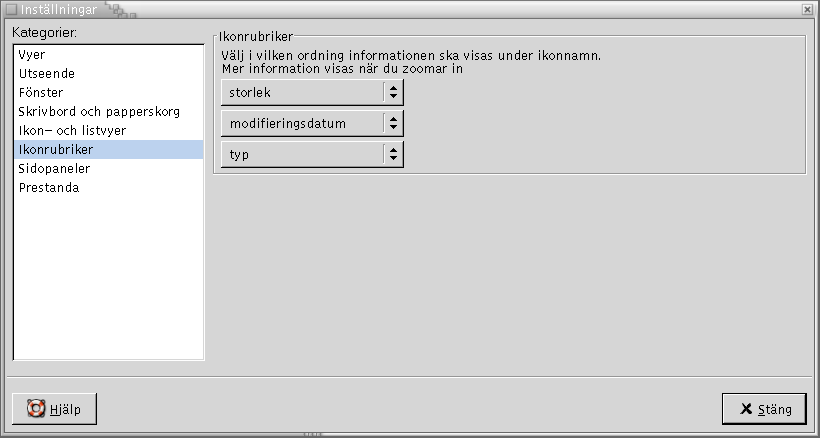 Inställningar
Kategorier:
Vyer
Utseende
Fönster
Skrivbord och papperskorg
Ikon- och listvyer
Ikonrubriker
Sidopaneler
Prestanda
Ikonrubriker
Välj i vilken ordning informationen ska visas under ikonnamn.
Mer information visas när du zoomar in
storlek
modifieringsdatum
typ
Hjälp
Stäng